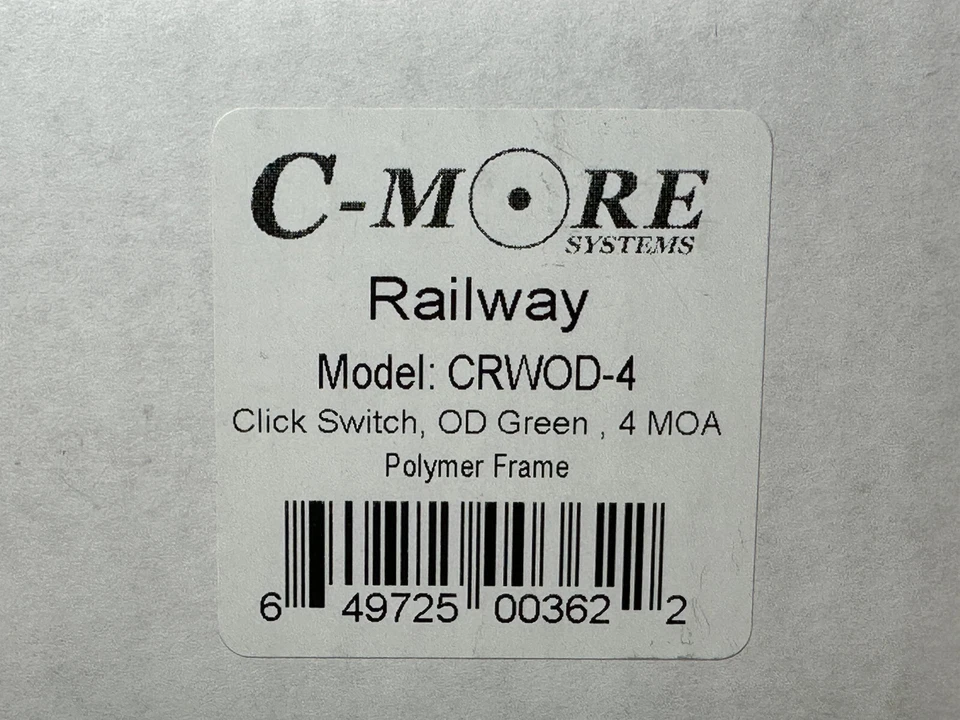 C-MORE
SYSTEMS
Railway
Model: CRWOD-4
Click Switch, OD Green , 4 MOA
Polymer Frame
6 49725 00362 2